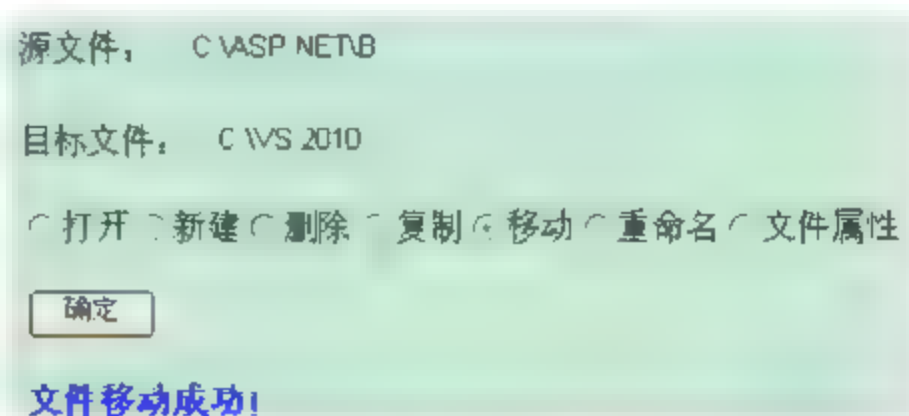 源文件： C:\ASP NET\B
目标文件： C:\VS 2010
打开 新建 删除 复制 移动 重命名 文件属性
确定
文件移动成功!